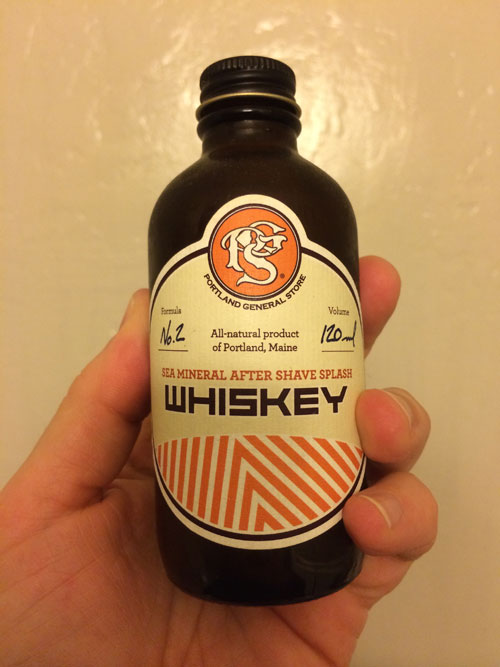 PGS
PORTLAND GENERAL STORE
Formula
No. 2
Volume
120 ml
All-natural product
of Portland, Maine
SEA MINERAL AFTER SHAVE SPLASH
WHISKEY